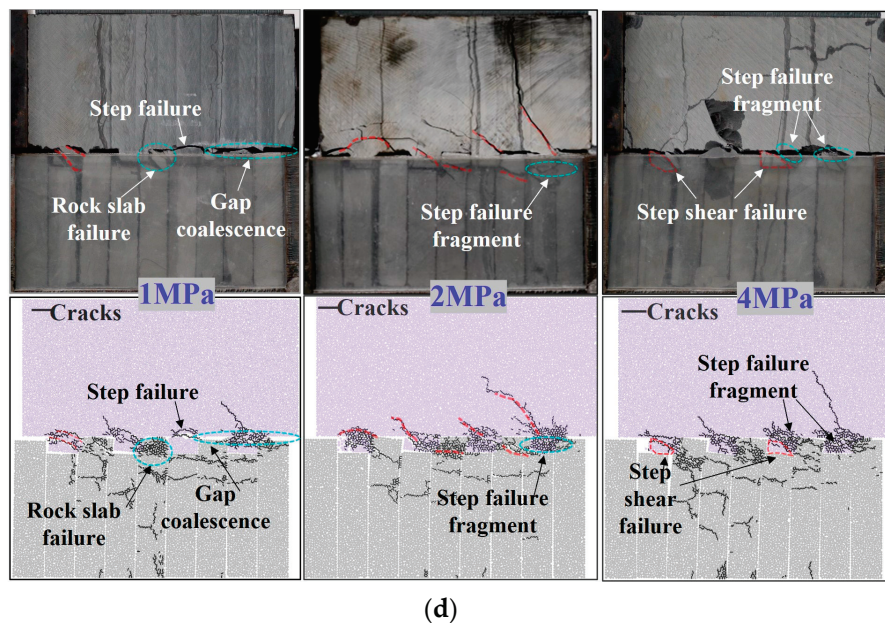 Step failure
Rock slab
failure
Gap
coalescence
Step failure
fragment
Step failure
fragment
Step shear failure
1MPa
2MPa
4MPa
Cracks
Step failure
Rock slab
failure
Gap
coalescence
Step failure
fragment
Cracks
Step failure
fragment
Step
shear
failure
(d)